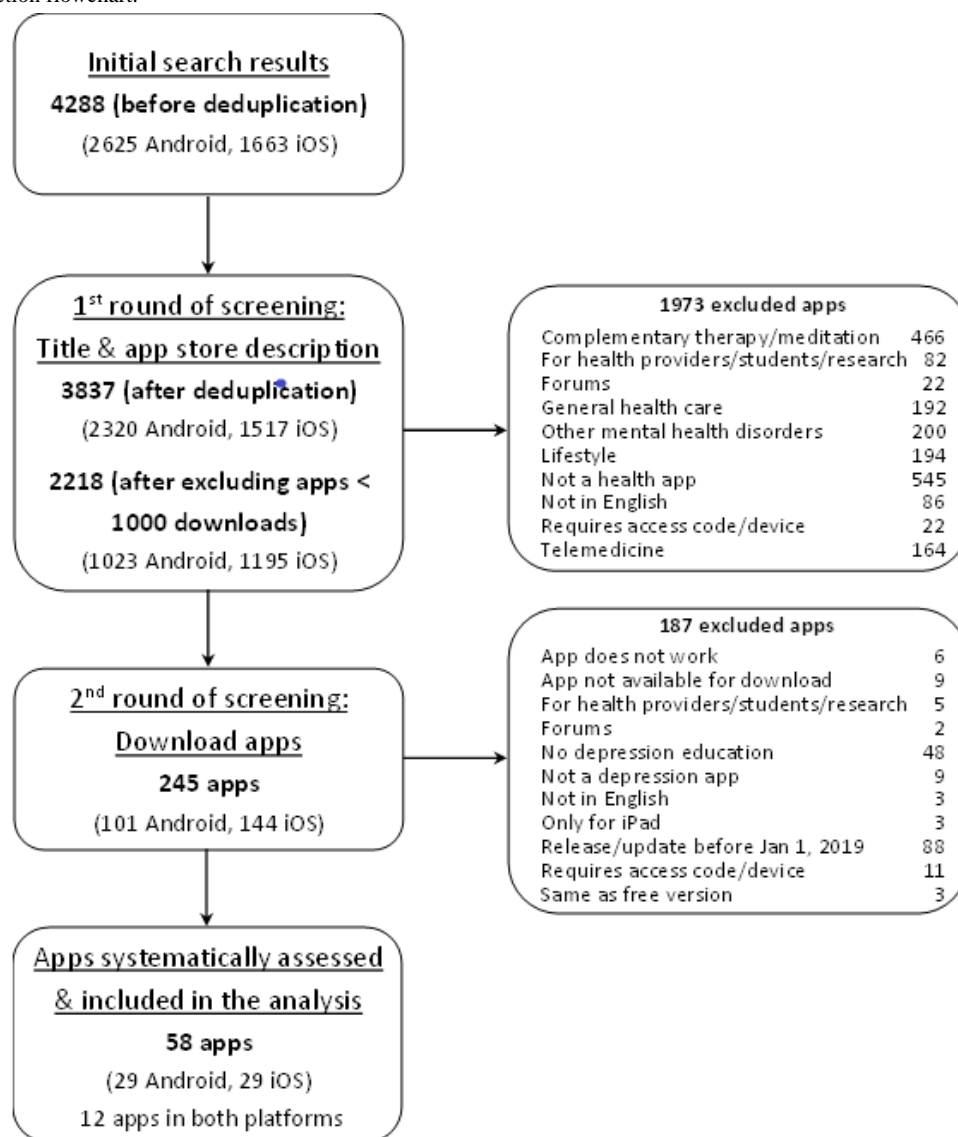 Initial search results
4288 (before deduplication)
(2625 Android, 1663 iOS)
1st round of screening:
Title & app store description
3837 (after deduplication)
(2320 Android, 1517 iOS)
2218 (after excluding apps <
1000 downloads)
(1023 Android, 1195 iOS)
1973 excluded apps
Complementary therapy/meditation 466
For health providers/students/research 82
Forums 22
General health care 192
Other mental health disorders 200
Lifestyle 194
Not a health app 545
Not in English 86
Requires access code/device 22
Telemedicine 164
2nd round of screening:
Download apps
245 apps
(101 Android, 144 iOS)
187 excluded apps
App does not work 6
App not available for download 9
For health providers/students/research 5
Forums 2
No depression education 48
Not a depression app 9
Not in English 3
Only for iPad 3
Release/update before Jan 1, 2019 88
Requires access code/device 11
Same as free version 3
Apps systematically assessed
& included in the analysis
58 apps
(29 Android, 29 iOS)
12 apps in both platforms